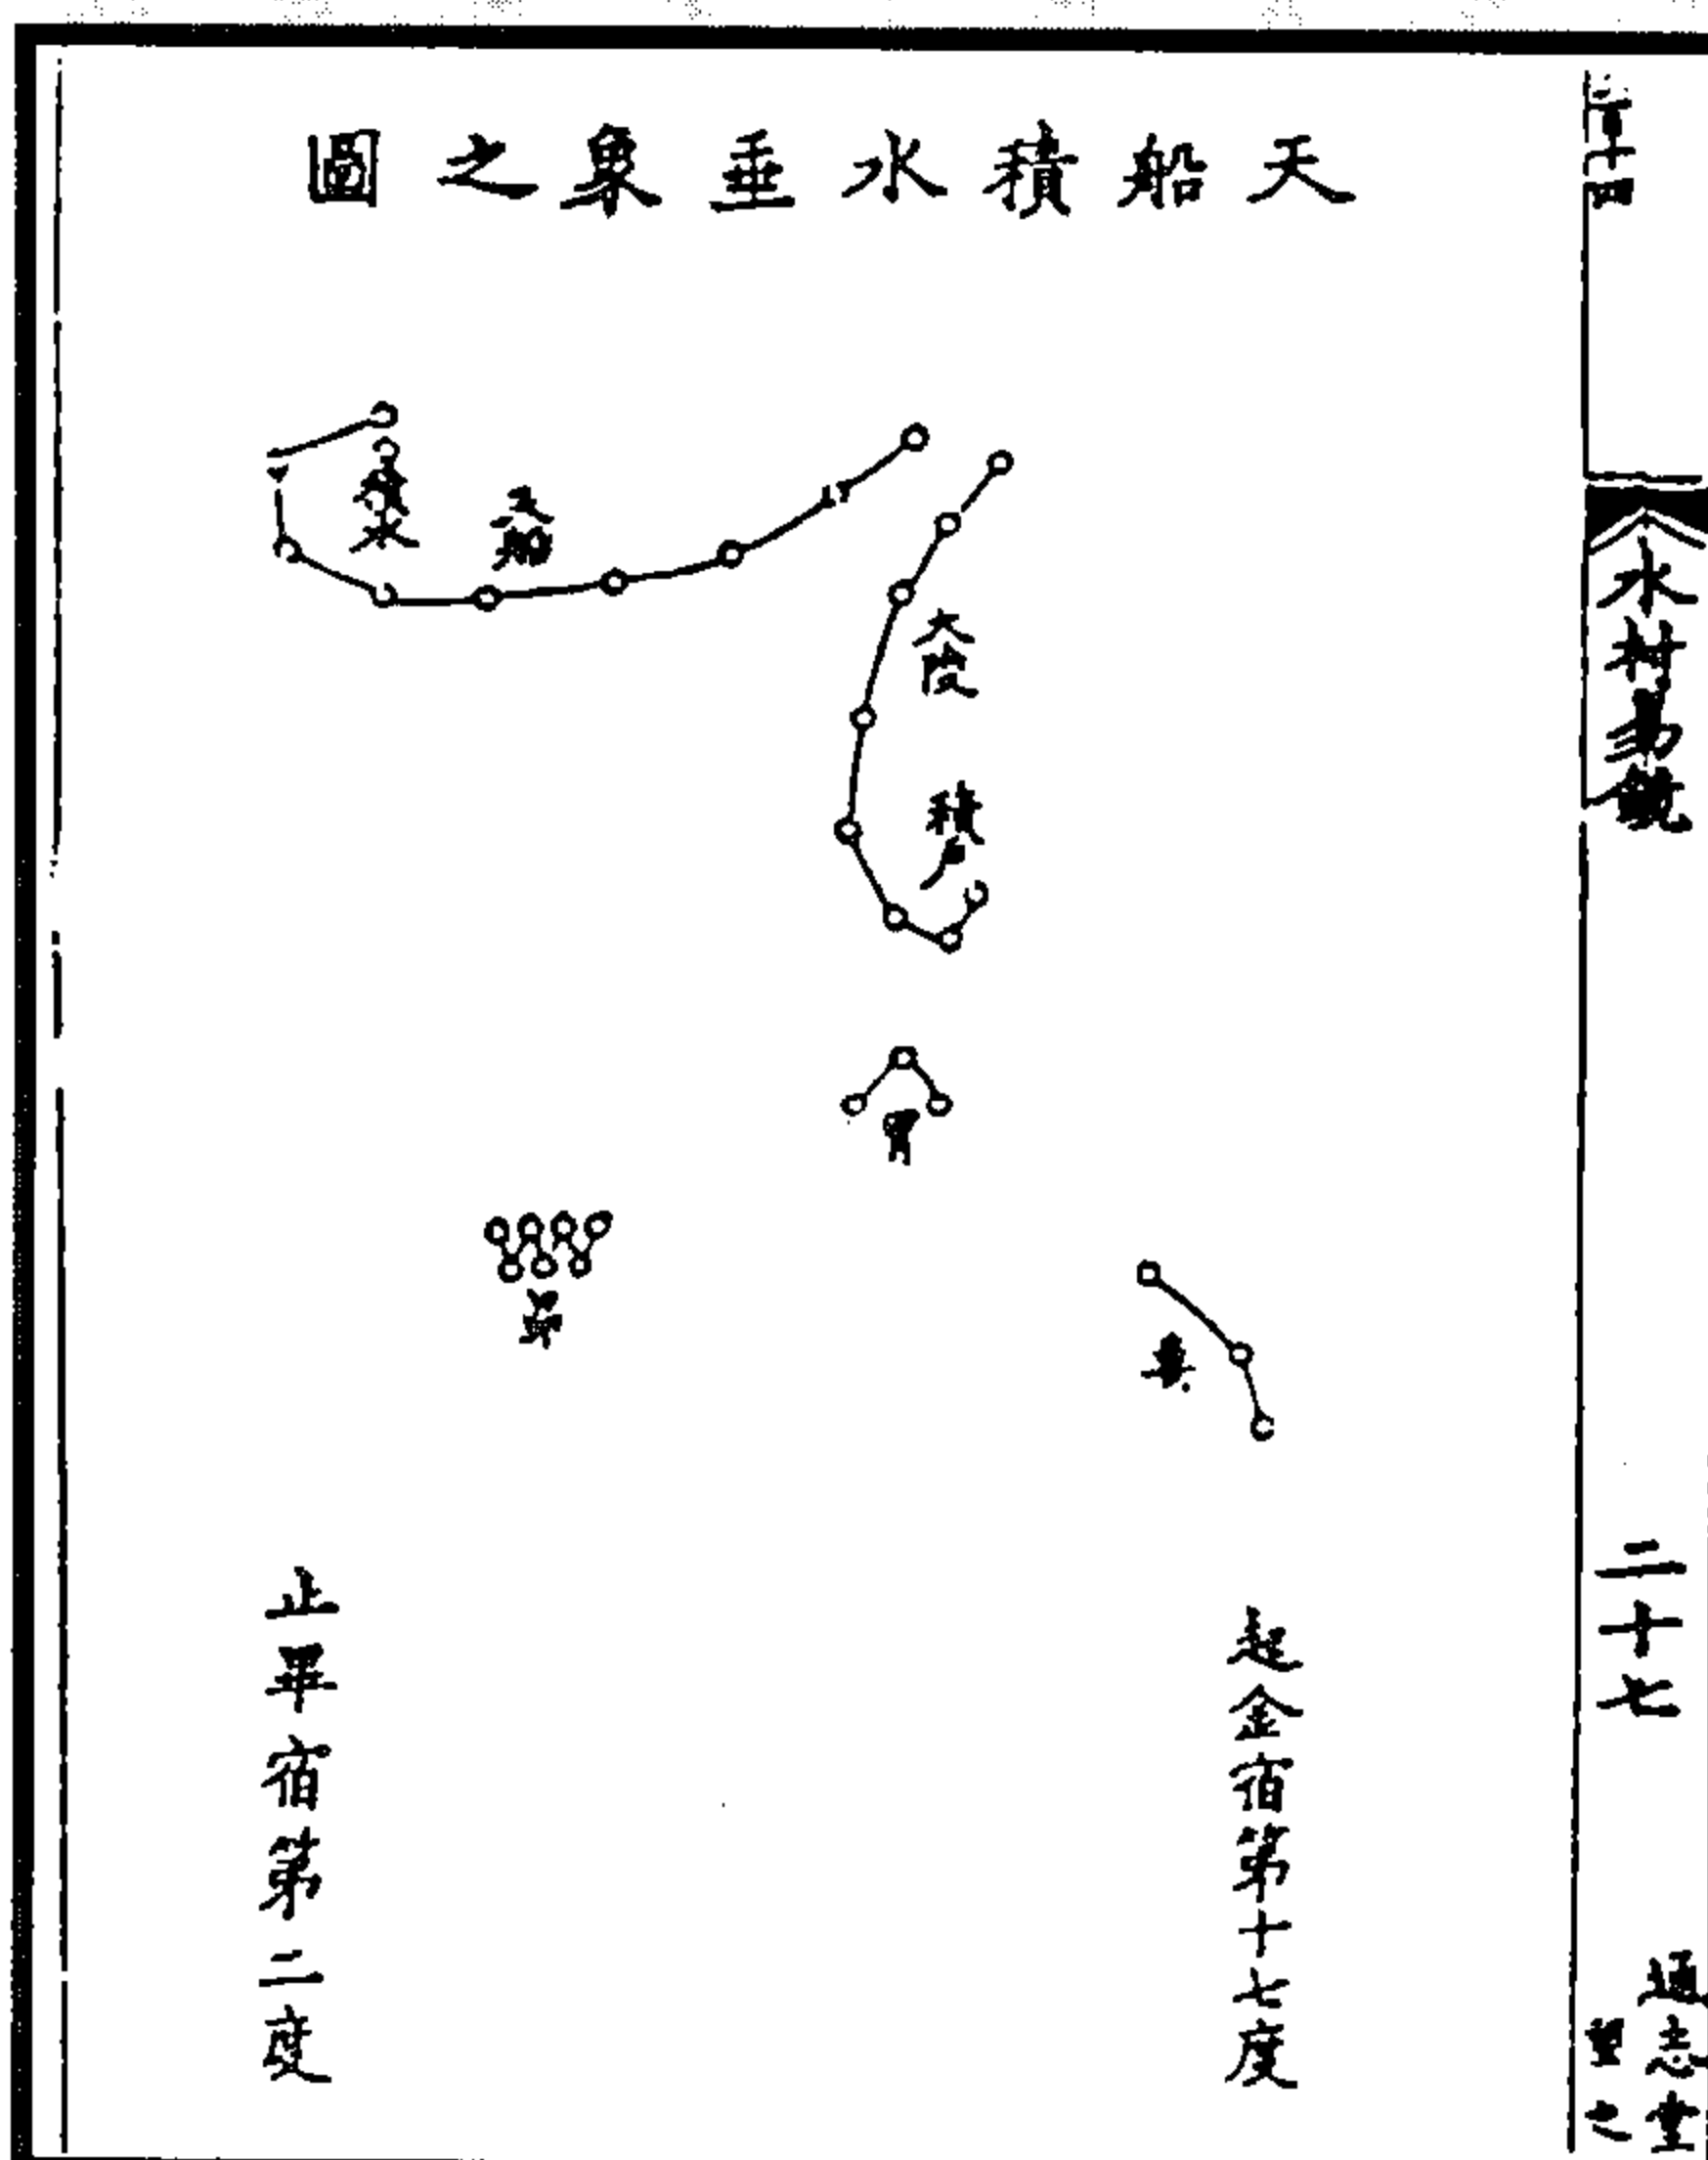 天船積水垂象之圖
積水
天船
大陵
積尸
胃
昴
婁
起金宿第十七度
止畢宿第二度
水村易鏡
二十七
通志堂